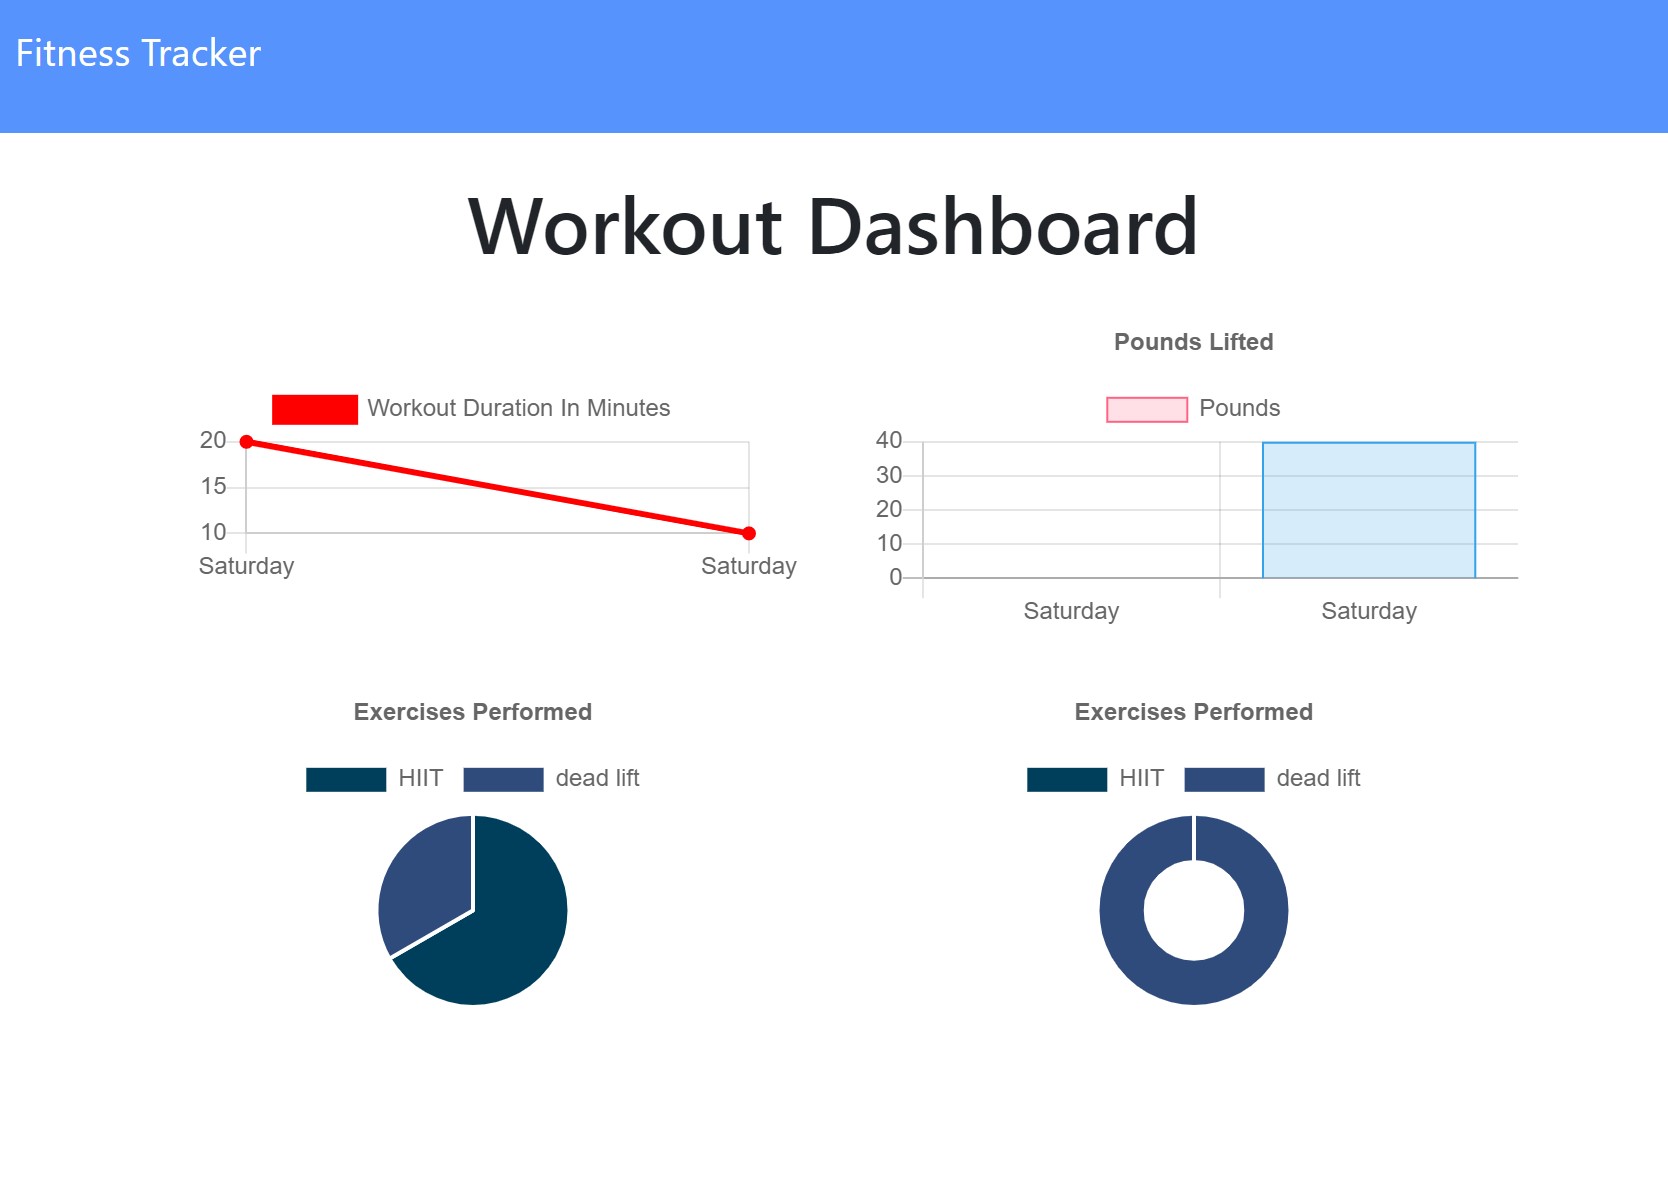 Fitness Tracker
Workout Dashboard
Workout Duration In Minutes
20
15
10
Saturday Saturday
Pounds Lifted
Pounds
40
30
20
10
0
Saturday Saturday
Exercises Performed
HIIT dead lift
Exercises Performed
HIIT dead lift